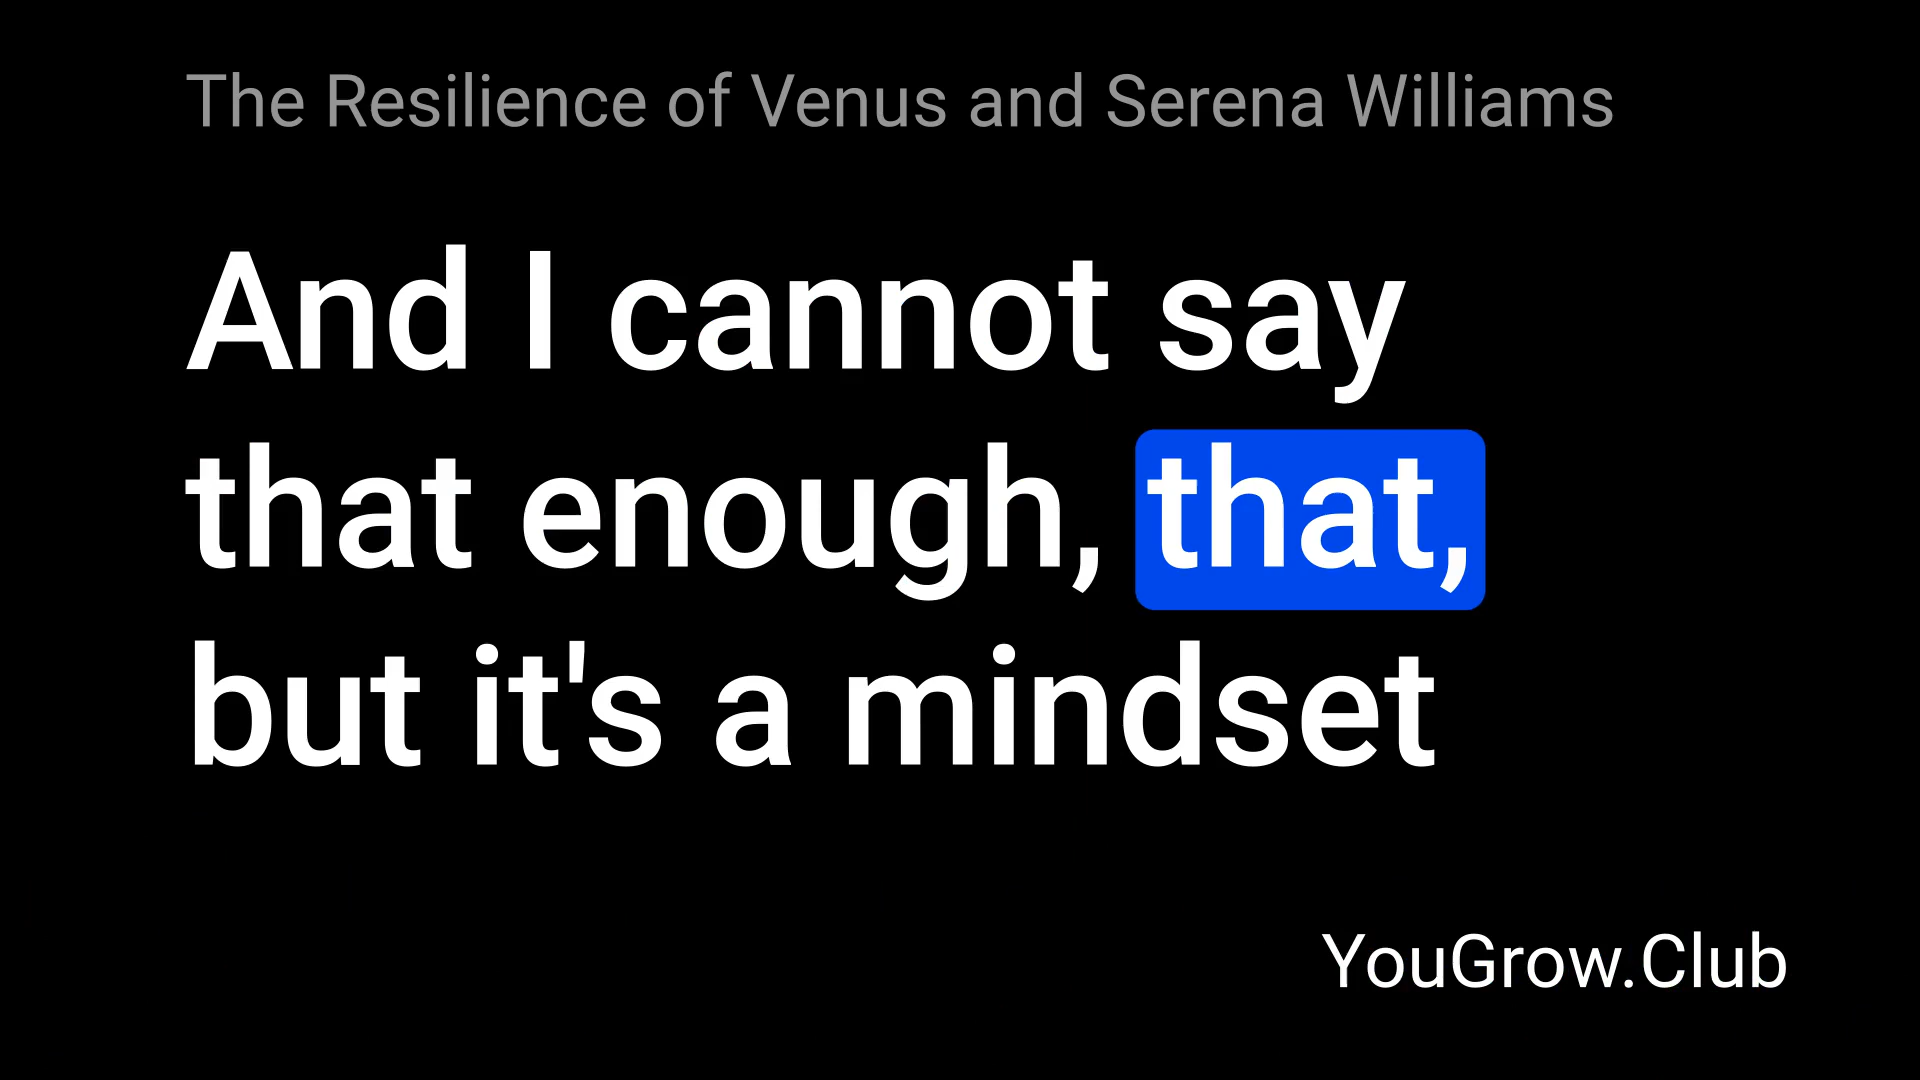 The Resilience of Venus and Serena Williams
And I cannot say
that enough, that,
but it's a mindset
YouGrow.Club